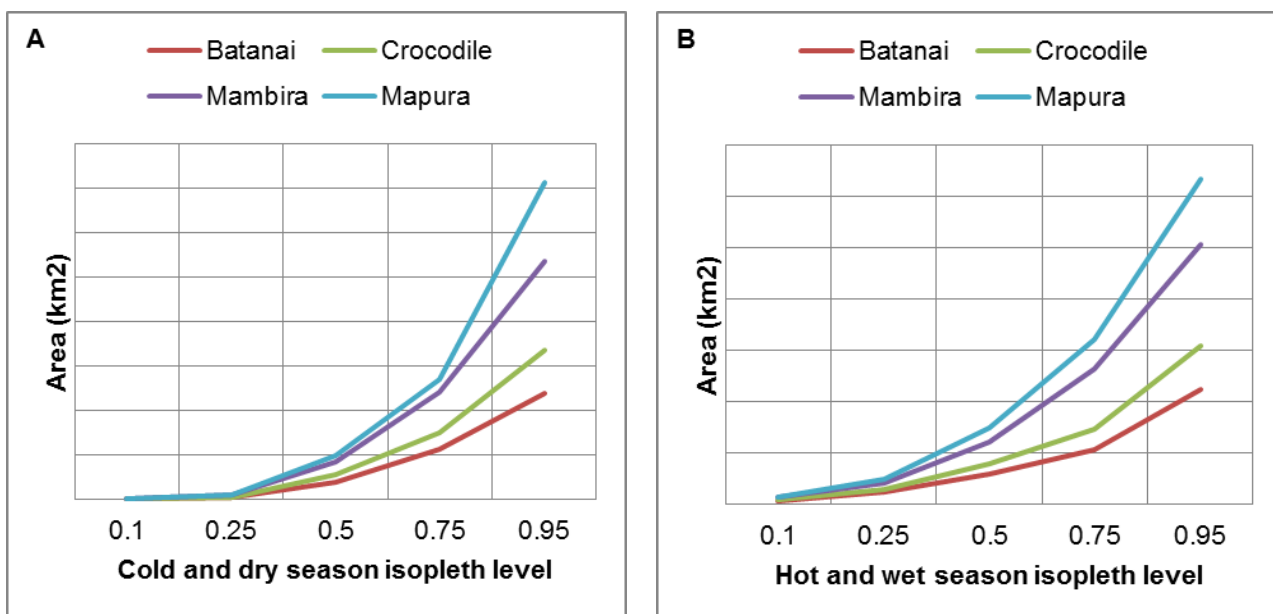 A
Batanai Crocodile
Mambira Mapura
Area (km2)
0.1 0.25 0.5 0.75 0.95
Cold and dry season isopleth level
B
Batanai Crocodile
Mambira Mapura
Area (km2)
0.1 0.25 0.5 0.75 0.95
Hot and wet season isopleth level